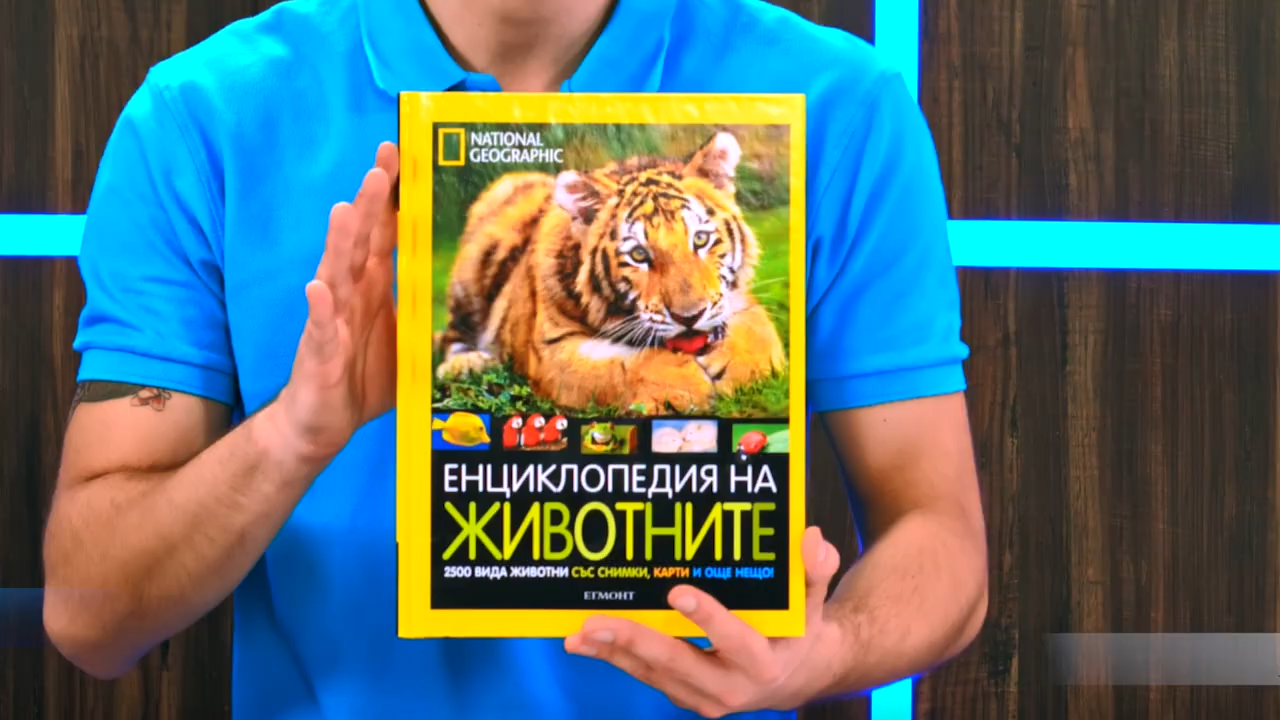 NATIONAL
GEOGRAPHIC
ЕНЦИКЛОПЕДИЯ НА
ЖИВОТНИТЕ
2500 ВИДА ЖИВОТНИ СЪС СНИМКИ, КАРТИ И ОЩЕ НЕЩО!
ЕГМОНТ